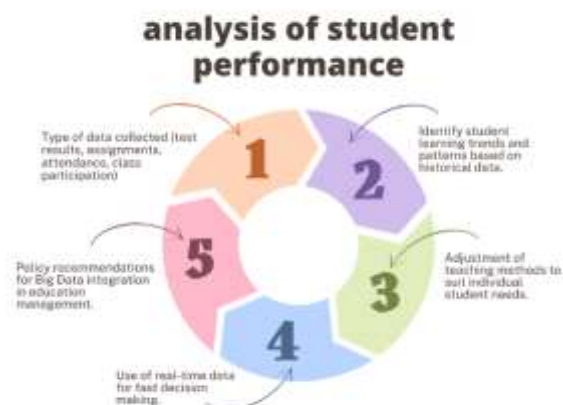 analysis of student
performance
Type of data collected (test
results, assignments,
attendance, class
participation)
1
2
Identify student
learning trends and
patterns based on
historical data.
5
Policy recommendations
for Big Data integration
in education
management.
3
Adjustment of
teaching methods to
suit individual
student needs.
4
Use of real-time data
for fast decision
making.